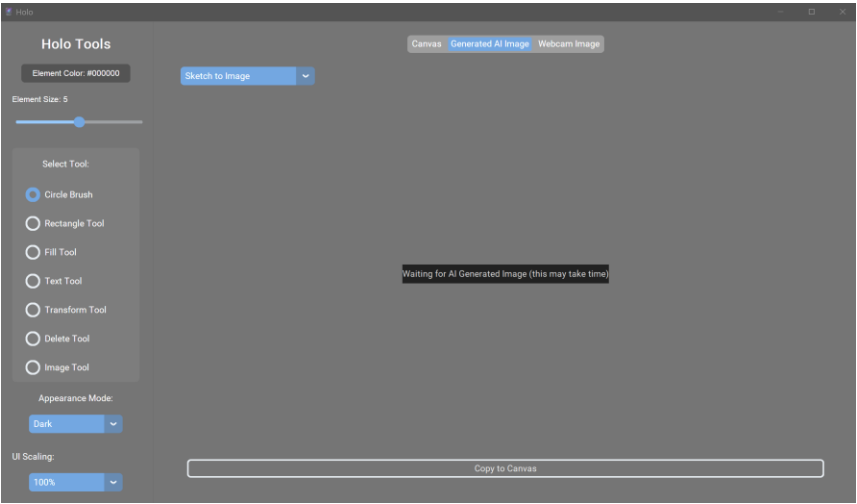 Holo
Holo Tools
Element Color: #000000
Element Size: 5
Select Tool:
Circle Brush
Rectangle Tool
Fill Tool
Text Tool
Transform Tool
Delete Tool
Image Tool
Appearance Mode:
Dark
UI Scaling:
100%
Canvas Generated AI Image Webcam Image
Sketch to Image
Waiting for AI Generated Image (this may take time)
Copy to Canvas